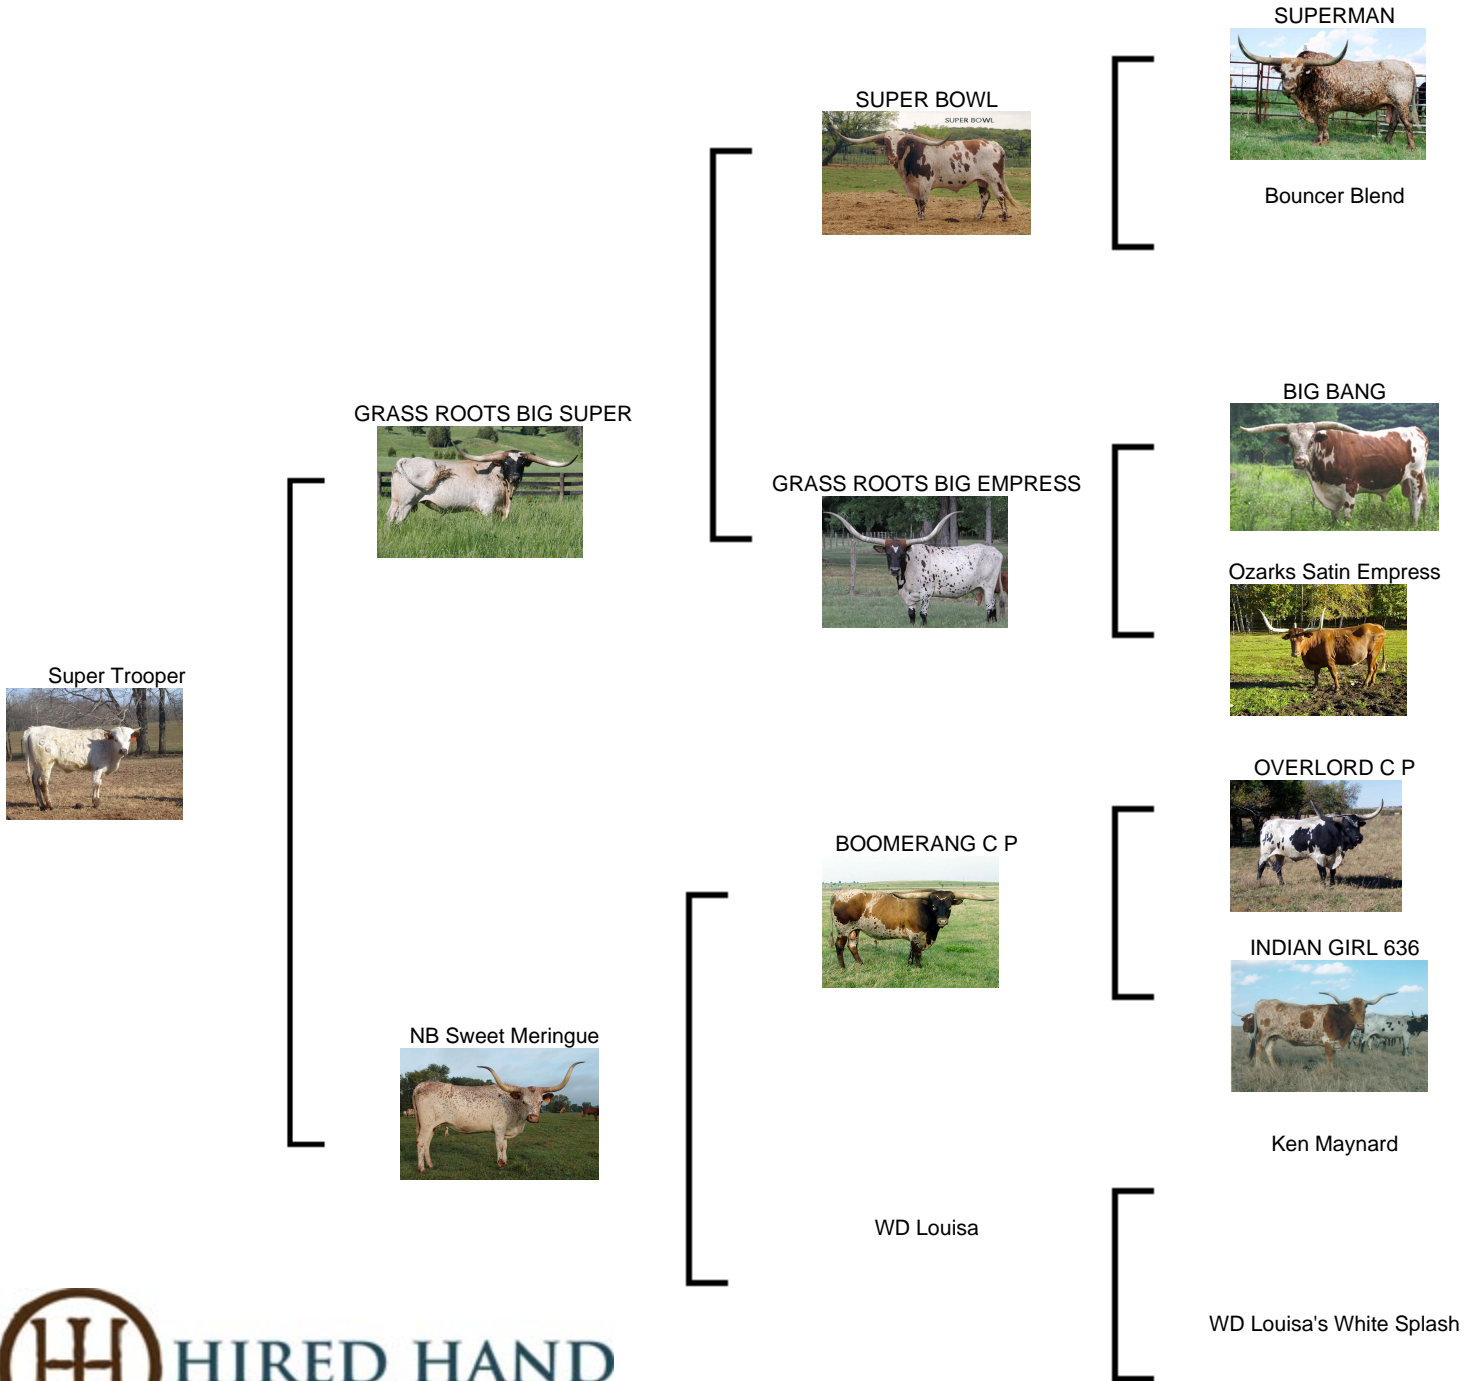 SUPERMAN
SUPER BOWL
SUPER BOWL
Bouncer Blend
BIG BANG
GRASS ROOTS BIG SUPER
GRASS ROOTS BIG EMPRESS
Ozarks Satin Empress
Super Trooper
OVERLORD C P
BOOMERANG C P
INDIAN GIRL 636
NB Sweet Meringue
Ken Maynard
WD Louisa
WD Louisa's White Splash
HIRED HAND